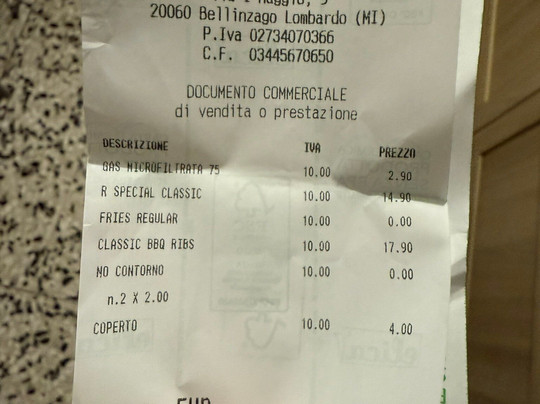 20060 Bellinzago Lombardo (MI)
P.Iva 02734070366
C.F. 03445670650
DOCUMENTO COMMERCIALE
di vendita o prestazione
DESCRIZIONE IVA PREZZO
GAS MICROFILTRATA 75 10.00 2.90
R SPECIAL CLASSIC 10.00 14.90
FRIES REGULAR 10.00 0.00
CLASSIC BBQ RIBS 10.00 17.90
NO CONTORNO 10.00 0.00
n.2 X 2.00
COPERTO 10.00 4.00